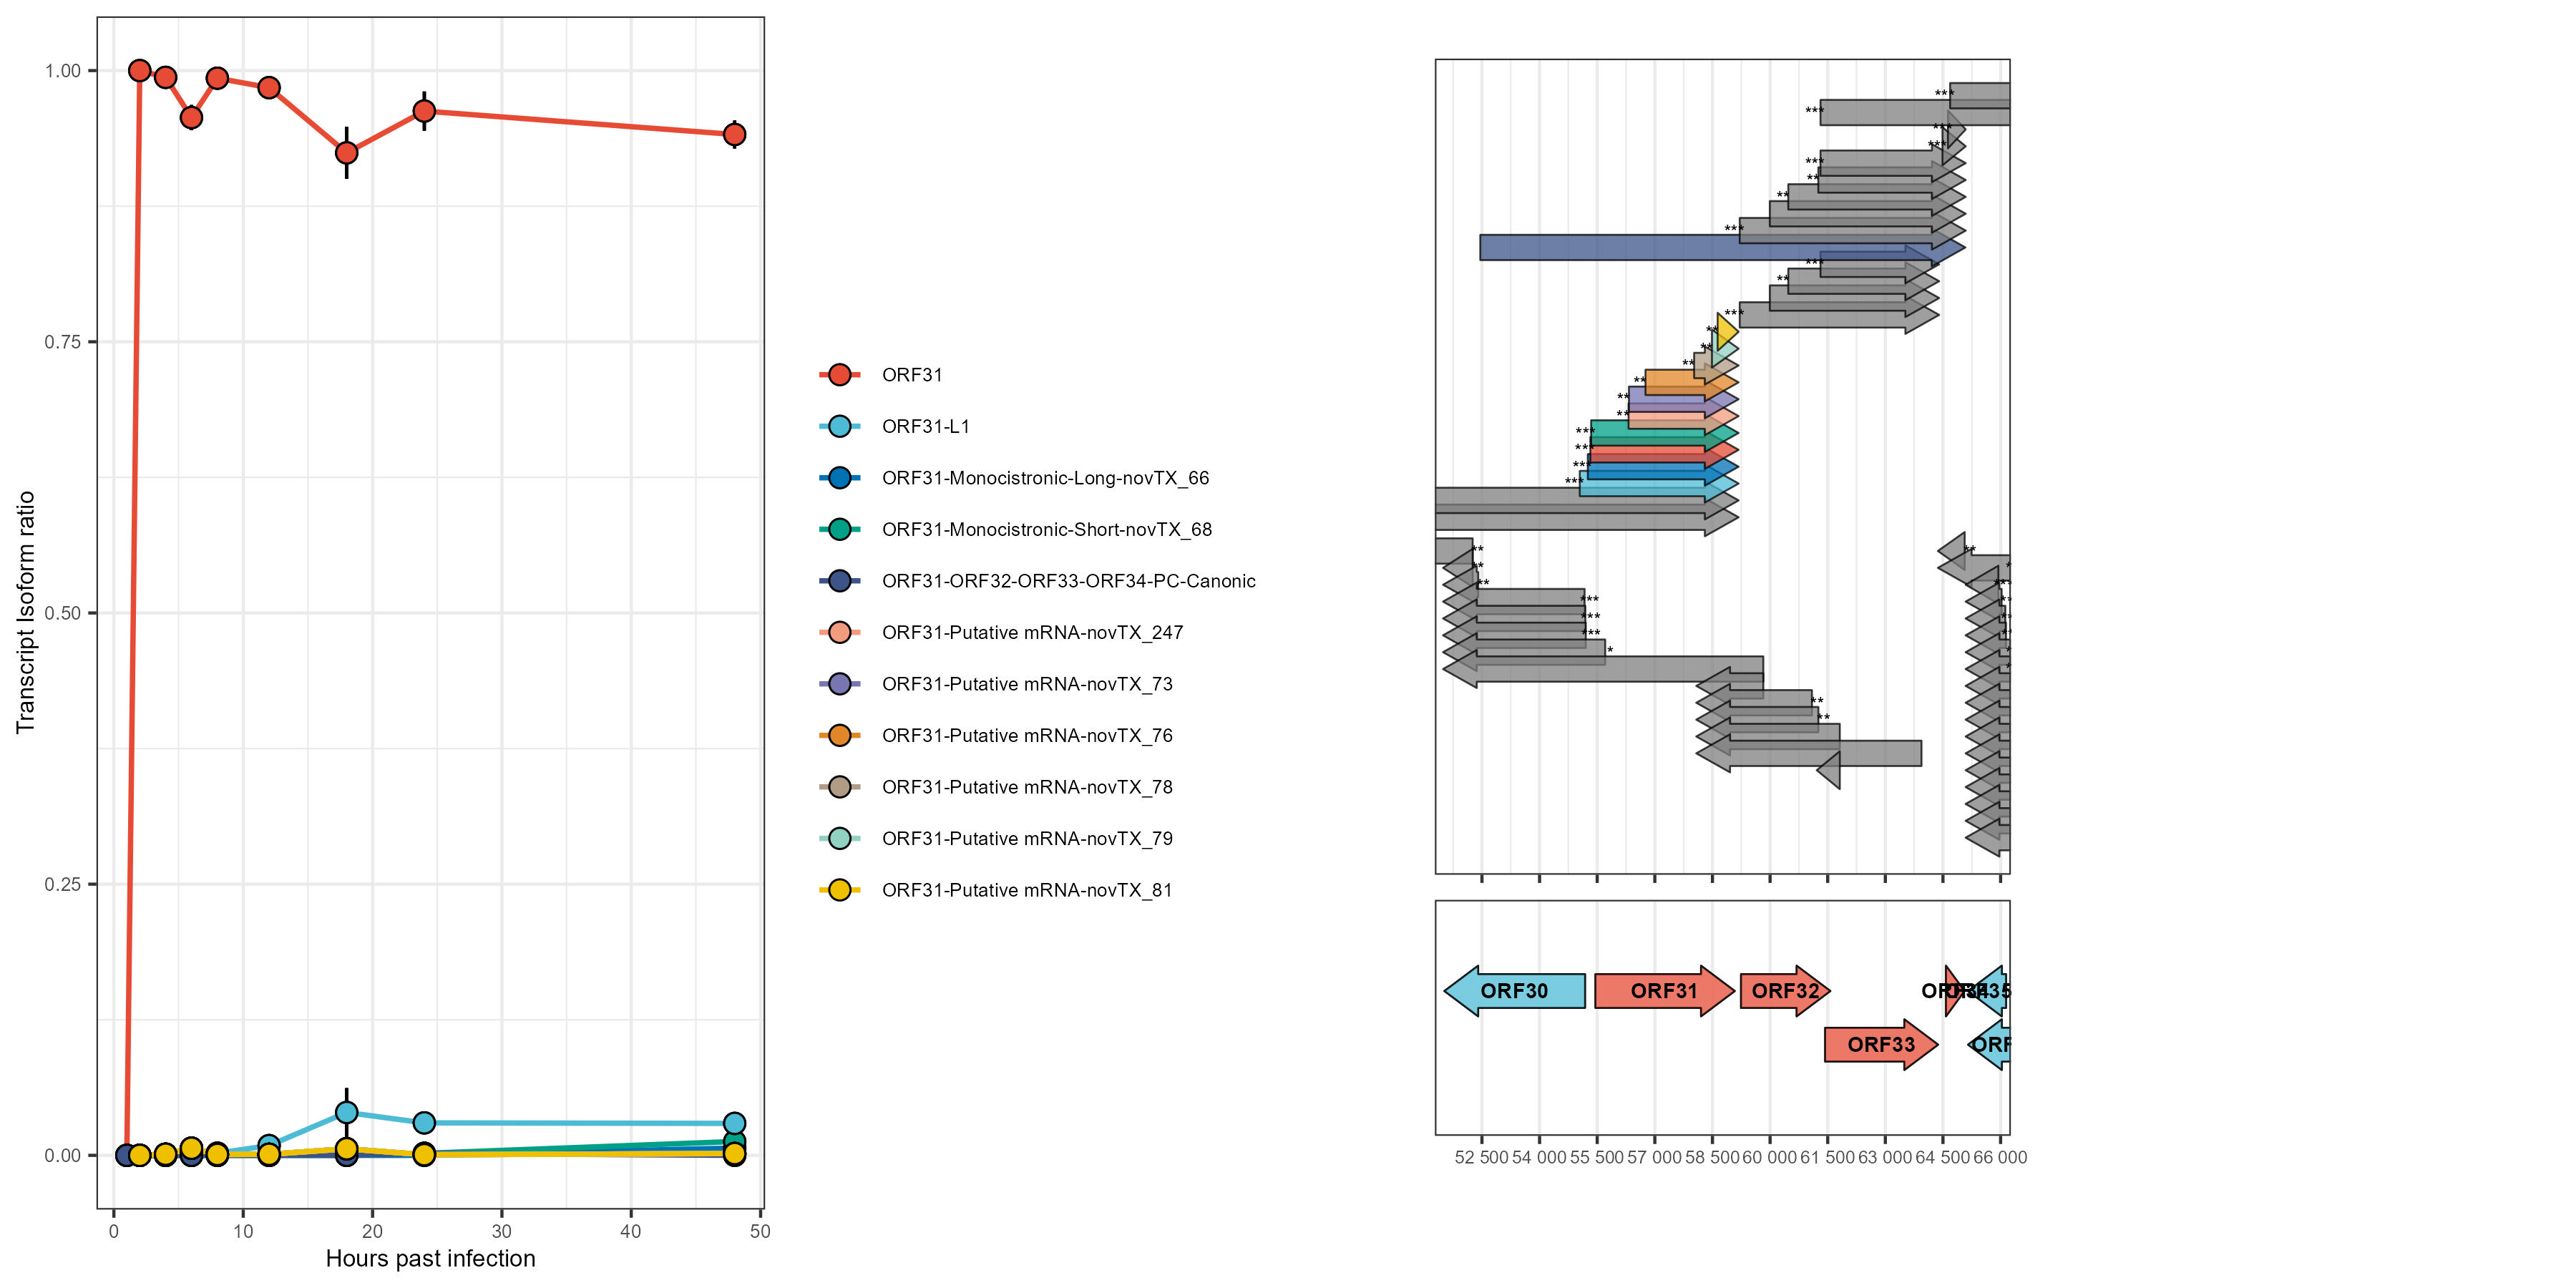 1.00
0.75
0.50
0.25
0.00
Transcript Isoform ratio
0 10 20 30 40 50
Hours past infection
ORF31
ORF31-L1
ORF31-Monocistronic-Long-novTX_66
ORF31-Monocistronic-Short-novTX_68
ORF31-ORF32-ORF33-ORF34-PC-Canonic
ORF31-Putative mRNA-novTX_247
ORF31-Putative mRNA-novTX_73
ORF31-Putative mRNA-novTX_76
ORF31-Putative mRNA-novTX_78
ORF31-Putative mRNA-novTX_79
ORF31-Putative mRNA-novTX_81
ORF30 ORF31 ORF32
ORF33
52 500 54 000 55 500 57 000 58 500 60 000 61 500 63 000 64 500 66 000